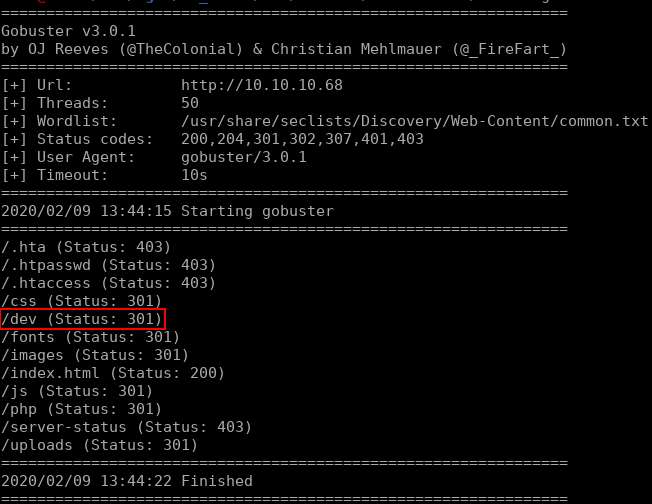 ===============================================================
Gobuster v3.0.1
by OJ Reeves (@TheColonial) & Christian Mehlmauer (@_FireFart_)
===============================================================
[+] Url:            http://10.10.10.68
[+] Threads:        50
[+] Wordlist:       /usr/share/seclists/Discovery/Web-Content/common.txt
[+] Status codes:   200,204,301,302,307,401,403
[+] User Agent:     gobuster/3.0.1
[+] Timeout:        10s
===============================================================
2020/02/09 13:44:15 Starting gobuster
===============================================================
/.hta (Status: 403)
/.htpasswd (Status: 403)
/.htaccess (Status: 403)
/css (Status: 301)
/dev (Status: 301)
/fonts (Status: 301)
/images (Status: 301)
/index.html (Status: 200)
/js (Status: 301)
/php (Status: 301)
/server-status (Status: 403)
/uploads (Status: 301)
===============================================================
2020/02/09 13:44:22 Finished
===============================================================